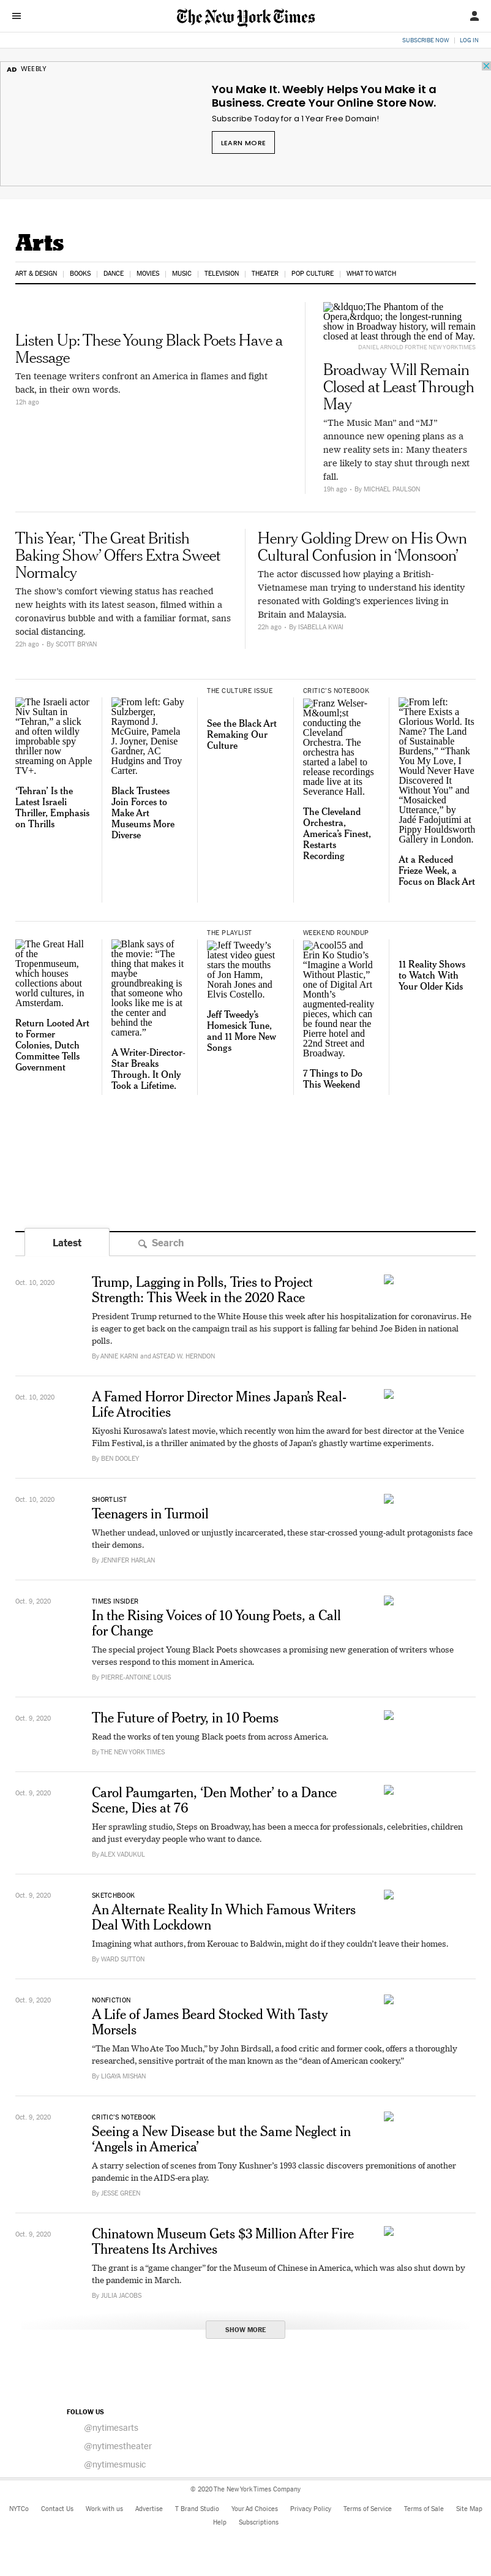 The New York Times
SUBSCRIBE NOW | LOG IN
AD WEEBLY
You Make It. Weebly Helps You Make it a
Business. Create Your Online Store Now.
Subscribe Today for a 1 Year Free Domain!
LEARN MORE
Arts
ART & DESIGN | BOOKS | DANCE | MOVIES | MUSIC | TELEVISION | THEATER | POP CULTURE | WHAT TO WATCH
Listen Up: These Young Black Poets Have a
Message
Ten teenage writers confront an America in flames and fight
back, in their own words.
12h ago
&ldquo;The Phantom of the
Opera,&rdquo; the longest-running
show in Broadway history, will remain
closed at least through the end of May.
DANIEL ARNOLD FOR THE NEW YORK TIMES
Broadway Will Remain
Closed at Least Through
May
“The Music Man” and “MJ”
announce new opening plans as a
new reality sets in: Many theaters
are likely to stay shut through next
fall.
19h ago · By MICHAEL PAULSON
This Year, ‘The Great British
Baking Show’ Offers Extra Sweet
Normalcy
The show’s comfort viewing status has reached
new heights with its latest season, filmed within a
coronavirus bubble and with a familiar format, sans
social distancing.
22h ago · By SCOTT BRYAN
Henry Golding Drew on His Own
Cultural Confusion in ‘Monsoon’
The actor discussed how playing a British-
Vietnamese man trying to understand his identity
resonated with Golding’s experiences living in
Britain and Malaysia.
22h ago · By ISABELLA KWAI
The Israeli actor
Niv Sultan in
“Tehran,” a slick
and often wildly
improbable spy
thriller now
streaming on Apple
TV+.
‘Tehran’ Is the
Latest Israeli
Thriller, Emphasis
on Thrills
From left: Gaby
Sulzberger,
Raymond J.
McGuire, Pamela
J. Joyner, Denise
Gardner, AC
Hudgins and Troy
Carter.
Black Trustees
Join Forces to
Make Art
Museums More
Diverse
THE CULTURE ISSUE
See the Black Art
Remaking Our
Culture
CRITIC’S NOTEBOOK
Franz Welser-
M&ouml;st
conducting the
Cleveland
Orchestra. The
orchestra has
started a label to
release recordings
made live at its
Severance Hall.
The Cleveland
Orchestra,
America’s Finest,
Restarts
Recording
From left:
“There Exists a
Glorious World. Its
Name? The Land
of Sustainable
Burdens,” “Thank
You My Love, I
Would Never Have
Discovered It
Without You” and
“Mosaicked
Utterance,” by
Jadé Fadojutimi at
Pippy Houldsworth
Gallery in London.
At a Reduced
Frieze Week, a
Focus on Black Art
The Great Hall
of the
Tropenmuseum,
which houses
collections about
world cultures, in
Amsterdam.
Return Looted Art
to Former
Colonies, Dutch
Committee Tells
Government
Blank says of
the movie: “The
thing that makes it
maybe
groundbreaking is
that someone who
looks like me is at
the center and
behind the
camera.”
A Writer-Director-
Star Breaks
Through. It Only
Took a Lifetime.
THE PLAYLIST
Jeff Tweedy’s
latest video guest
stars the mouths
of Jon Hamm,
Norah Jones and
Elvis Costello.
Jeff Tweedy’s
Homesick Tune,
and 11 More New
Songs
WEEKEND ROUNDUP
Acool55 and
Erin Ko Studio’s
“Imagine a World
Without Plastic,”
one of Digital Art
Month’s
augmented-reality
pieces, which can
be found near the
Pierre hotel and
22nd Street and
Broadway.
7 Things to Do
This Weekend
11 Reality Shows
to Watch With
Your Older Kids
Latest
Search
Oct. 10, 2020
Trump, Lagging in Polls, Tries to Project
Strength: This Week in the 2020 Race
President Trump returned to the White House this week after his hospitalization for coronavirus. He
is eager to get back on the campaign trail as his support is falling far behind Joe Biden in national
polls.
By ANNIE KARNI and ASTEAD W. HERNDON
Oct. 10, 2020
A Famed Horror Director Mines Japan’s Real-
Life Atrocities
Kiyoshi Kurosawa’s latest movie, which recently won him the award for best director at the Venice
Film Festival, is a thriller animated by the ghosts of Japan’s ghastly wartime experiments.
By BEN DOOLEY
Oct. 10, 2020
SHORTLIST
Teenagers in Turmoil
Whether undead, unloved or unjustly incarcerated, these star-crossed young-adult protagonists face
their demons.
By JENNIFER HARLAN
Oct. 9, 2020
TIMES INSIDER
In the Rising Voices of 10 Young Poets, a Call
for Change
The special project Young Black Poets showcases a promising new generation of writers whose
verses respond to this moment in America.
By PIERRE-ANTOINE LOUIS
Oct. 9, 2020
The Future of Poetry, in 10 Poems
Read the works of ten young Black poets from across America.
By THE NEW YORK TIMES
Oct. 9, 2020
Carol Paumgarten, ‘Den Mother’ to a Dance
Scene, Dies at 76
Her sprawling studio, Steps on Broadway, has been a mecca for professionals, celebrities, children
and just everyday people who want to dance.
By ALEX VADUKUL
Oct. 9, 2020
SKETCHBOOK
An Alternate Reality In Which Famous Writers
Deal With Lockdown
Imagining what authors, from Kerouac to Baldwin, might do if they couldn’t leave their homes.
By WARD SUTTON
Oct. 9, 2020
NONFICTION
A Life of James Beard Stocked With Tasty
Morsels
“The Man Who Ate Too Much,” by John Birdsall, a food critic and former cook, offers a thoroughly
researched, sensitive portrait of the man known as the “dean of American cookery.”
By LIGAYA MISHAN
Oct. 9, 2020
CRITIC’S NOTEBOOK
Seeing a New Disease but the Same Neglect in
‘Angels in America’
A starry selection of scenes from Tony Kushner’s 1993 classic discovers premonitions of another
pandemic in the AIDS-era play.
By JESSE GREEN
Oct. 9, 2020
Chinatown Museum Gets $3 Million After Fire
Threatens Its Archives
The grant is a “game changer” for the Museum of Chinese in America, which was also shut down by
the pandemic in March.
By JULIA JACOBS
SHOW MORE
FOLLOW US
@nytimesarts
@nytimestheater
@nytimesmusic
© 2020 The New York Times Company
NYTCo Contact Us Work with us Advertise T Brand Studio Your Ad Choices Privacy Policy Terms of Service Terms of Sale Site Map
Help Subscriptions